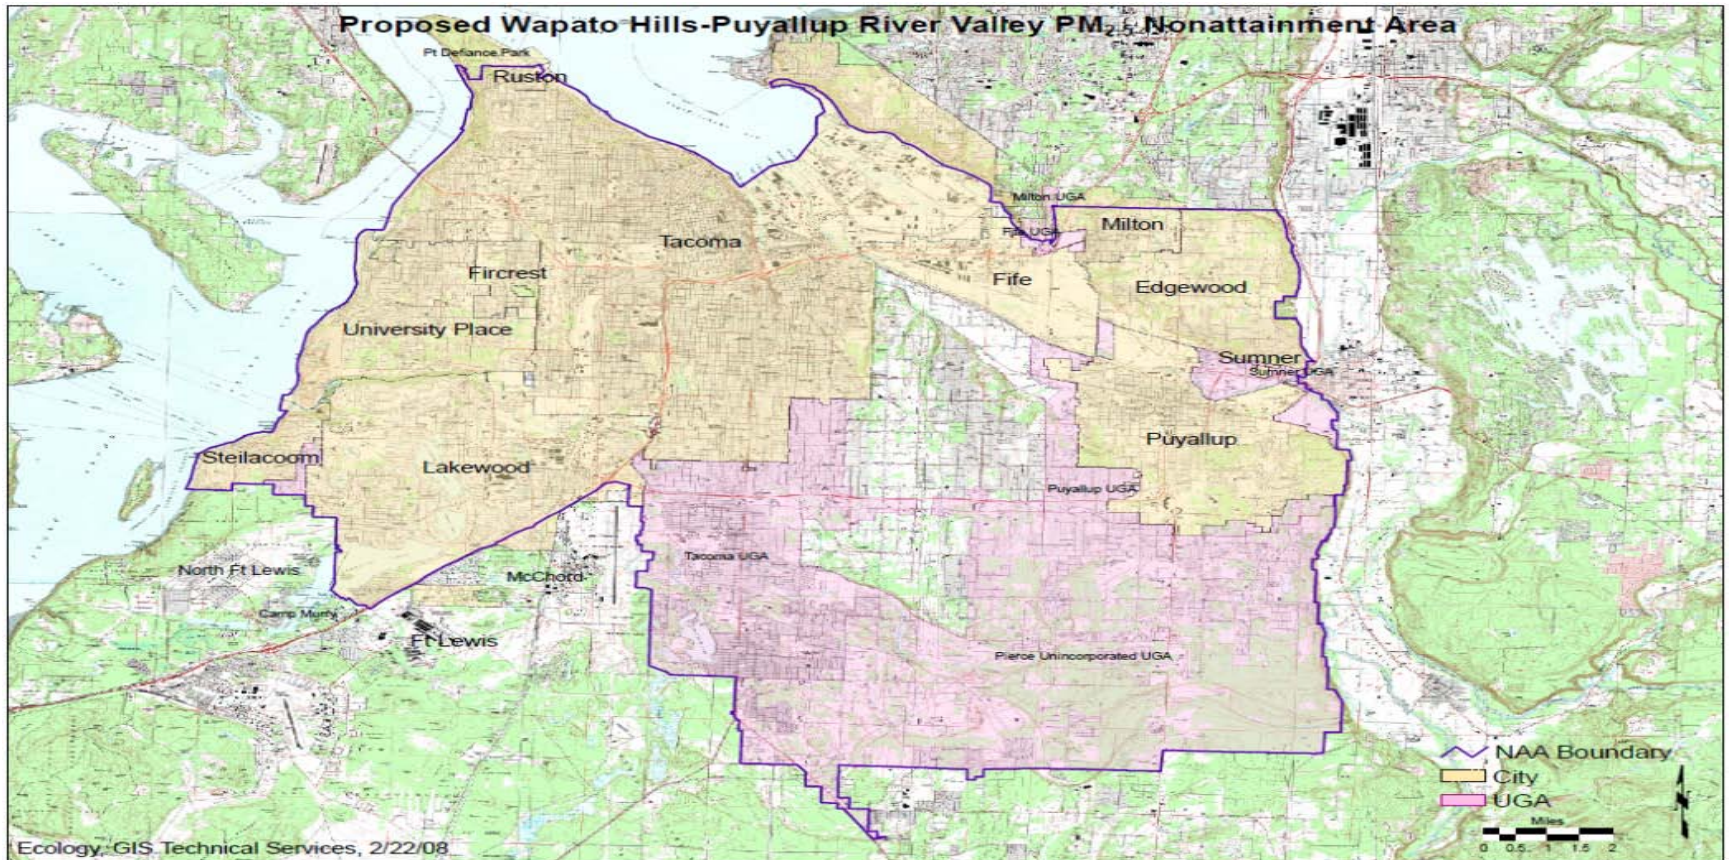 Proposed Wapato Hills-Puyallup River Valley PM2.5 Nonattainment Area
Pt Defiance Park
Ruston
Milton UGA
Milton
Fife UGA
Tacoma
Fircrest
Fife
Edgewood
University Place
Sumner
Sumner UGA
Puyallup
Steilacoom
Lakewood
Puyallup UGA
Tacoma UGA
North Ft Lewis
McChord
Camp Murry
Ft Lewis
Pierce Unincorporated UGA
NAA Boundary
City
UGA
Miles
0 0.5 1 1.5 2
Ecology, GIS Technical Services, 2/22/08